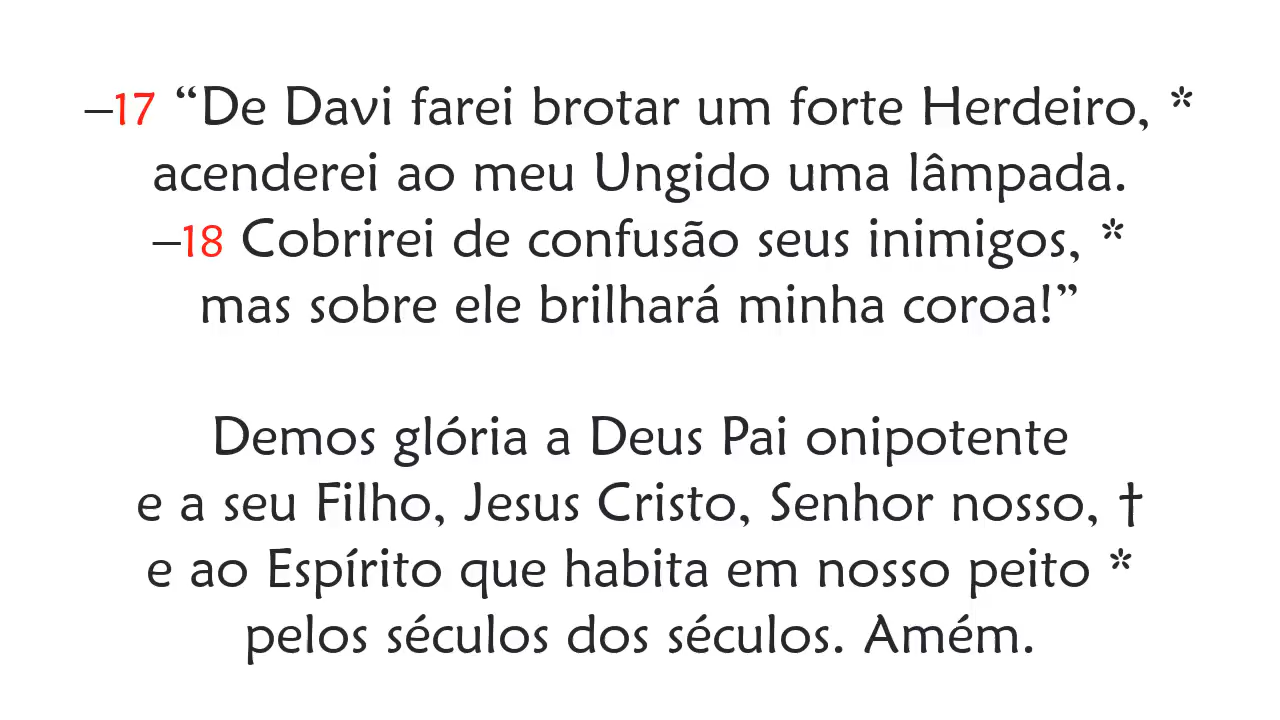 –17 “De Davi farei brotar um forte Herdeiro, *
acenderei ao meu Ungido uma lâmpada.
–18 Cobrirei de confusão seus inimigos, *
mas sobre ele brilhará minha coroa!”
Demos glória a Deus Pai onipotente
e a seu Filho, Jesus Cristo, Senhor nosso, †
e ao Espírito que habita em nosso peito *
pelos séculos dos séculos. Amém.